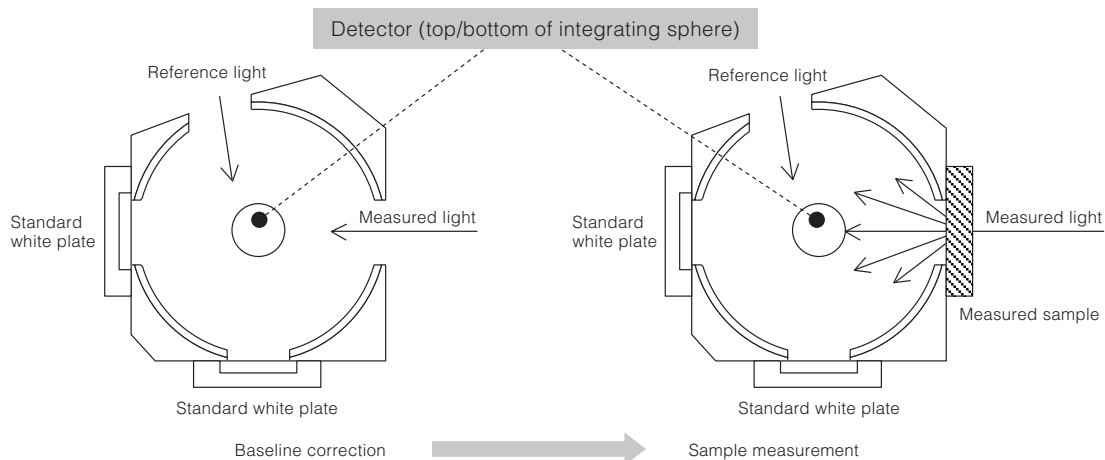 Detector (top/bottom of integrating sphere)
Reference light
Reference light
Standard
white plate
Measured light
Standard
white plate
Measured light
Measured sample
Standard white plate
Standard white plate
Baseline correction
Sample measurement